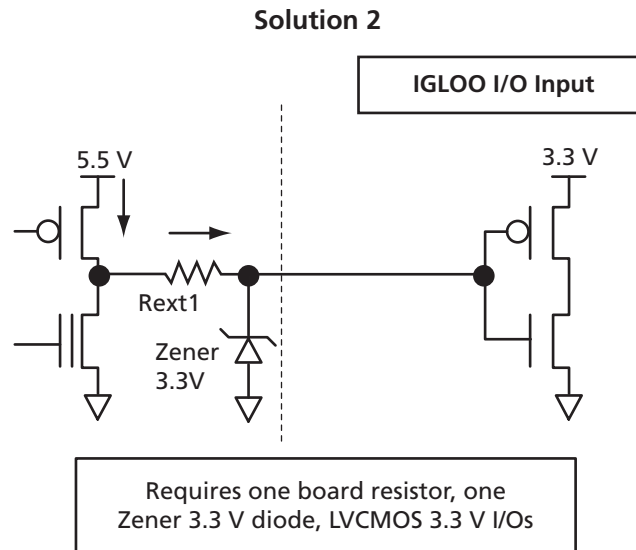 Solution 2
IGLOO I/O Input
5.5 V
3.3 V
Rext1
Zener
3.3V
Requires one board resistor, one
Zener 3.3 V diode, LVCMOS 3.3 V I/Os